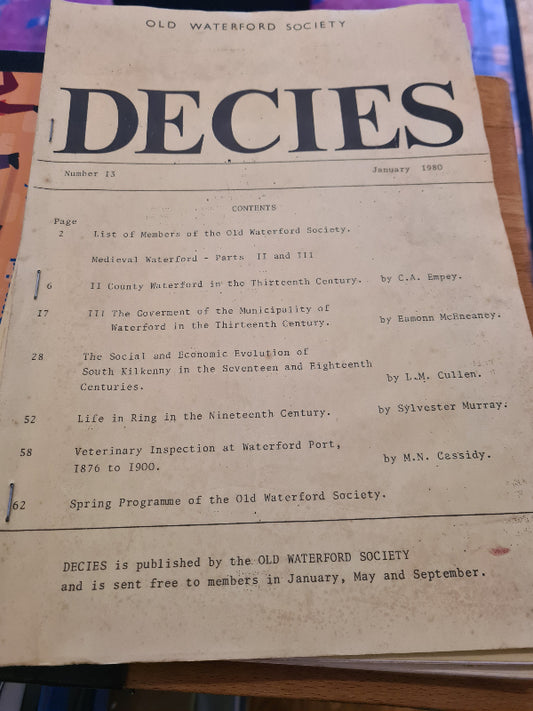 OLD WATERFORD SOCIETY
DECIES
Number 13 January 1980
CONTENTS
Page
2 List of Members of the Old Waterford Society.
Medieval Waterford - Parts II and III
6 II County Waterford in the Thirteenth Century. by C.A. Empey.
17 III The Goverment of the Municipality of
Waterford in the Thirteenth Century. by Eamonn McEneaney.
28 The Social and Economic Evolution of
South Kilkenny in the Seventeen and Eighteenth
Centuries. by L.M. Cullen.
52 Life in Ring in the Nineteenth Century. by Sylvester Murray.
58 Veterinary Inspection at Waterford Port,
1876 to 1900. by M.N. Cassidy.
62 Spring Programme of the Old Waterford Society.
DECIES is published by the OLD WATERFORD SOCIETY
and is sent free to members in January, May and September.